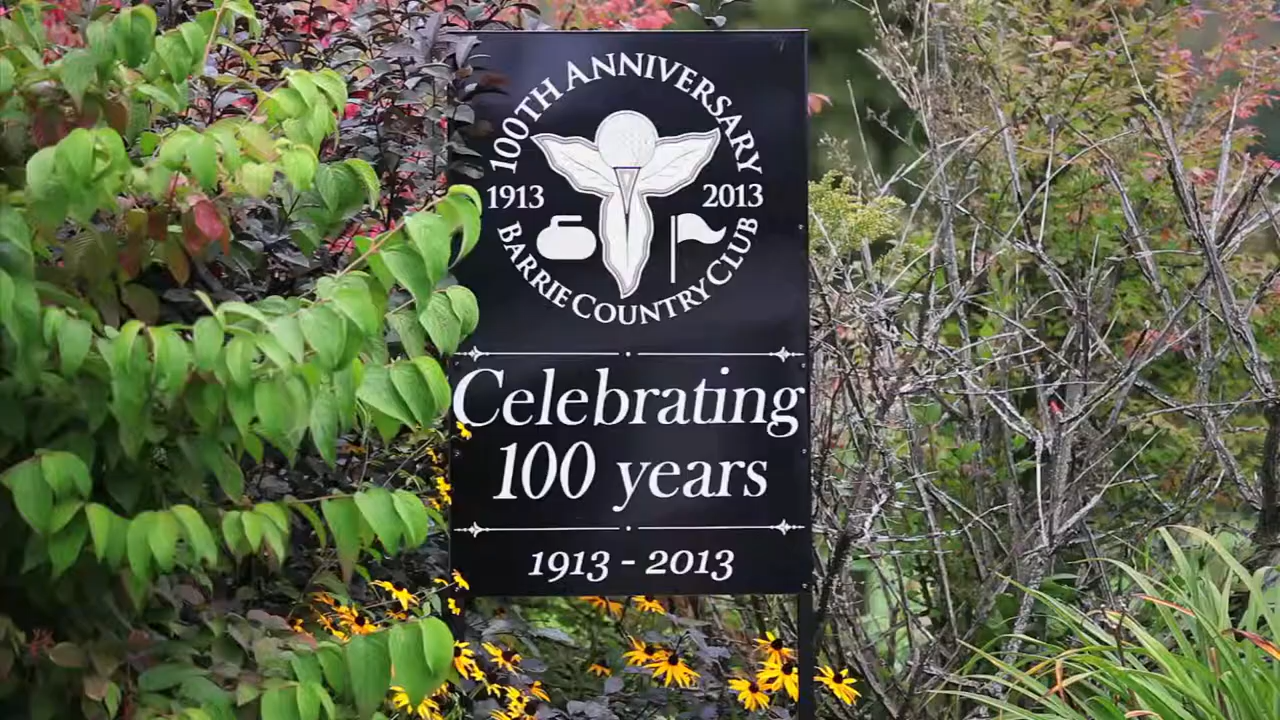 100TH ANNIVERSARY
1913 2013
BARRIE COUNTRY CLUB
Celebrating
100 years
1913 - 2013